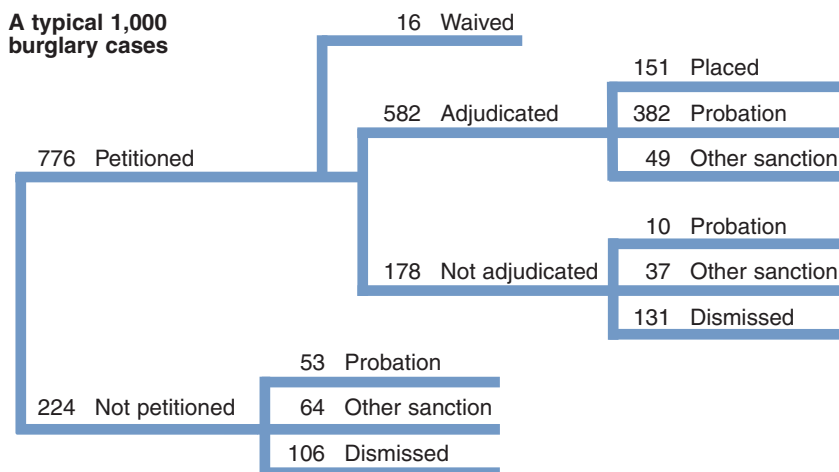 A typical 1,000
burglary cases
16 Waived
151 Placed
582 Adjudicated
382 Probation
776 Petitioned
49 Other sanction
10 Probation
178 Not adjudicated
37 Other sanction
131 Dismissed
53 Probation
224 Not petitioned
64 Other sanction
106 Dismissed